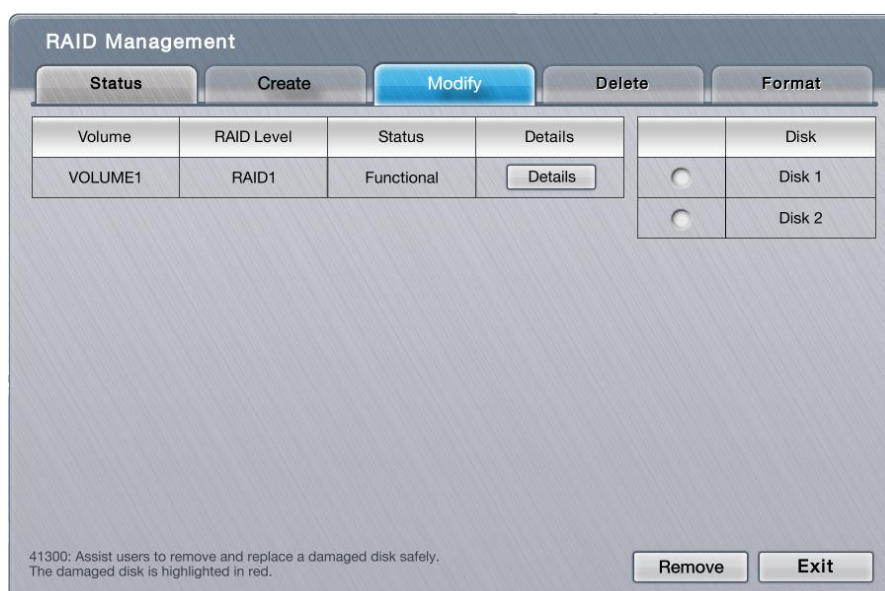 RAID Management
Status Create Modify Delete Format
Volume RAID Level Status Details Disk
VOLUME1 RAID1 Functional Details Disk 1
Disk 2
41300: Assist users to remove and replace a damaged disk safely.
The damaged disk is highlighted in red.
Remove Exit